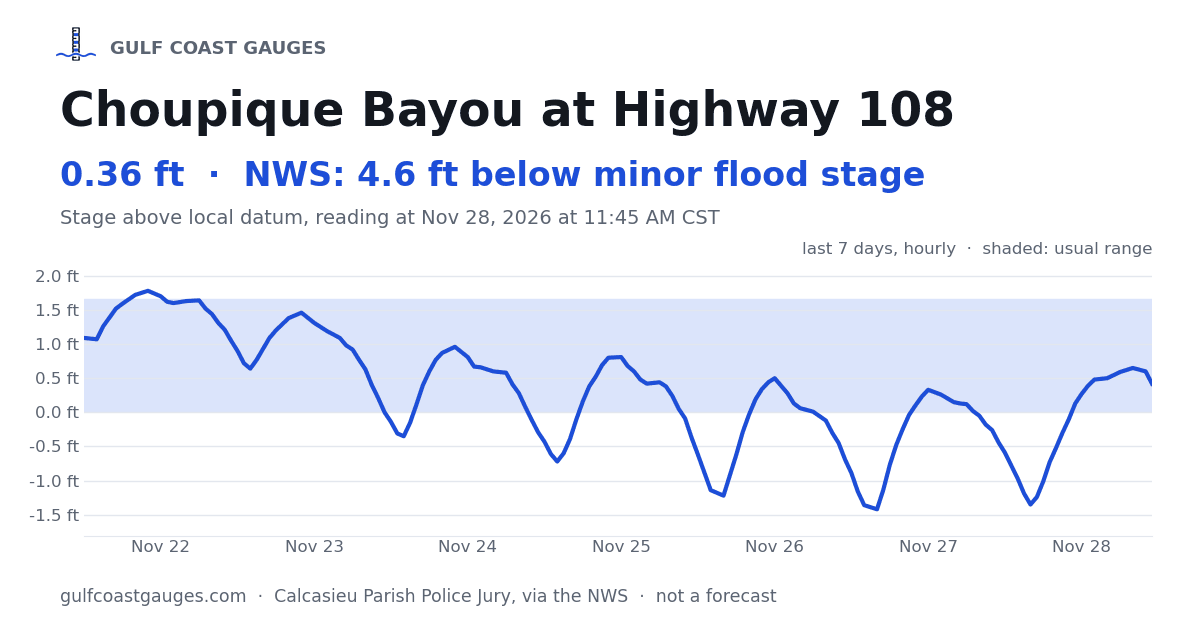 GULF COAST GAUGES
Choupique Bayou at Highway 108
0.36 ft · NWS: 4.6 ft below minor flood stage
Stage above local datum, reading at Nov 28, 2026 at 11:45 AM CST
last 7 days, hourly · shaded: usual range
2.0 ft
1.5 ft
1.0 ft
0.5 ft
0.0 ft
-0.5 ft
-1.0 ft
-1.5 ft
Nov 22 Nov 23 Nov 24 Nov 25 Nov 26 Nov 27 Nov 28
gulfcoastgauges.com · Calcasieu Parish Police Jury, via the NWS · not a forecast